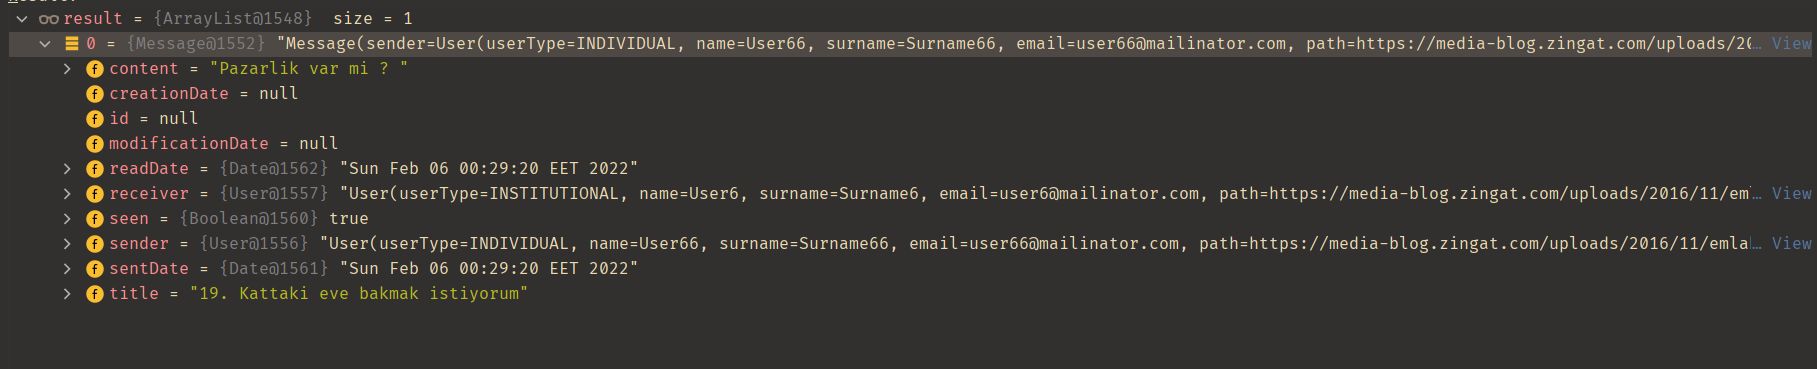 result = {ArrayList@1548} size = 1
0 = {Message@1552} "Message(sender=User(userType=INDIVIDUAL, name=User66, surname=Surname66, email=user66@mailinator.com, path=https://media-blog.zingat.com/uploads/20… View
f content = "Pazarlik var mi ? "
f creationDate = null
f id = null
f modificationDate = null
f readDate = {Date@1562} "Sun Feb 06 00:29:20 EET 2022"
f receiver = {User@1557} "User(userType=INSTITUTIONAL, name=User6, surname=Surname6, email=user6@mailinator.com, path=https://media-blog.zingat.com/uploads/2016/11/eml… View
f seen = {Boolean@1560} true
f sender = {User@1556} "User(userType=INDIVIDUAL, name=User66, surname=Surname66, email=user66@mailinator.com, path=https://media-blog.zingat.com/uploads/2016/11/emla… View
f sentDate = {Date@1561} "Sun Feb 06 00:29:20 EET 2022"
f title = "19. Kattaki eve bakmak istiyorum"